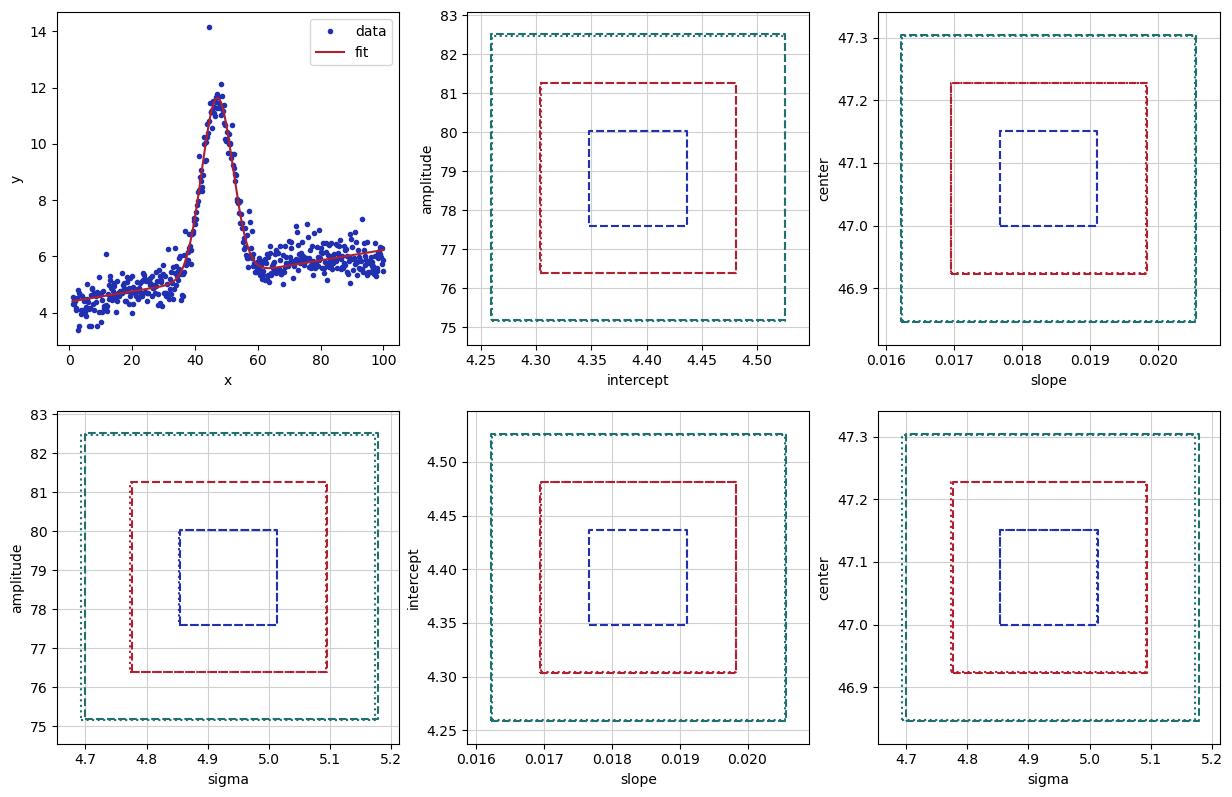 14
12
10
8
6
4
y
0 20 40 60 80 100
x
data
fit
83
82
81
80
79
78
77
76
75
amplitude
4.25 4.30 4.35 4.40 4.45 4.50
intercept
47.3
47.2
47.1
47.0
46.9
center
0.016 0.017 0.018 0.019 0.020
slope
83
82
81
80
79
78
77
76
75
amplitude
4.7 4.8 4.9 5.0 5.1 5.2
sigma
4.50
4.45
4.40
4.35
4.30
4.25
intercept
0.016 0.017 0.018 0.019 0.020
slope
47.3
47.2
47.1
47.0
46.9
center
4.7 4.8 4.9 5.0 5.1 5.2
sigma